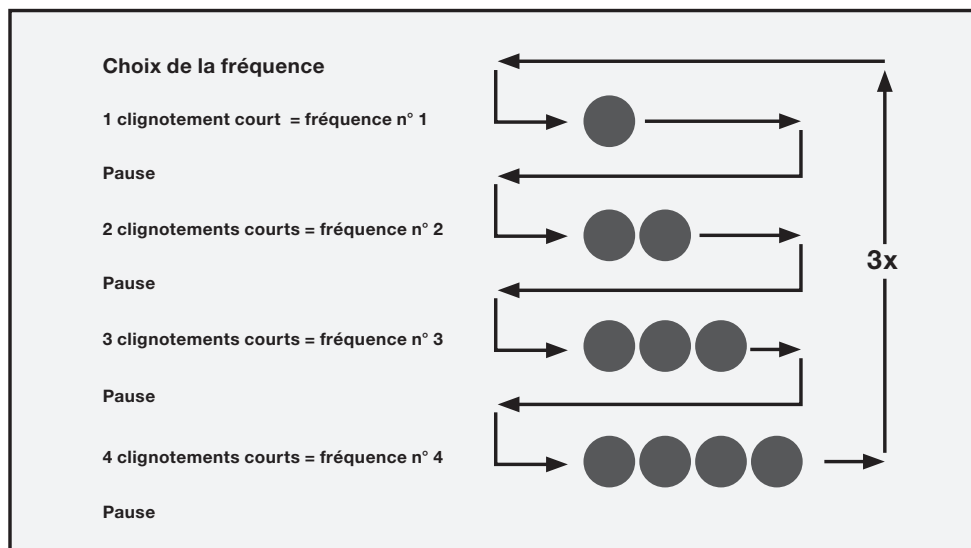 Choix de la fréquence
1 clignotement court = fréquence n° 1
Pause
2 clignotements courts = fréquence n° 2
Pause
3x
3 clignotements courts = fréquence n° 3
Pause
4 clignotements courts = fréquence n° 4
Pause